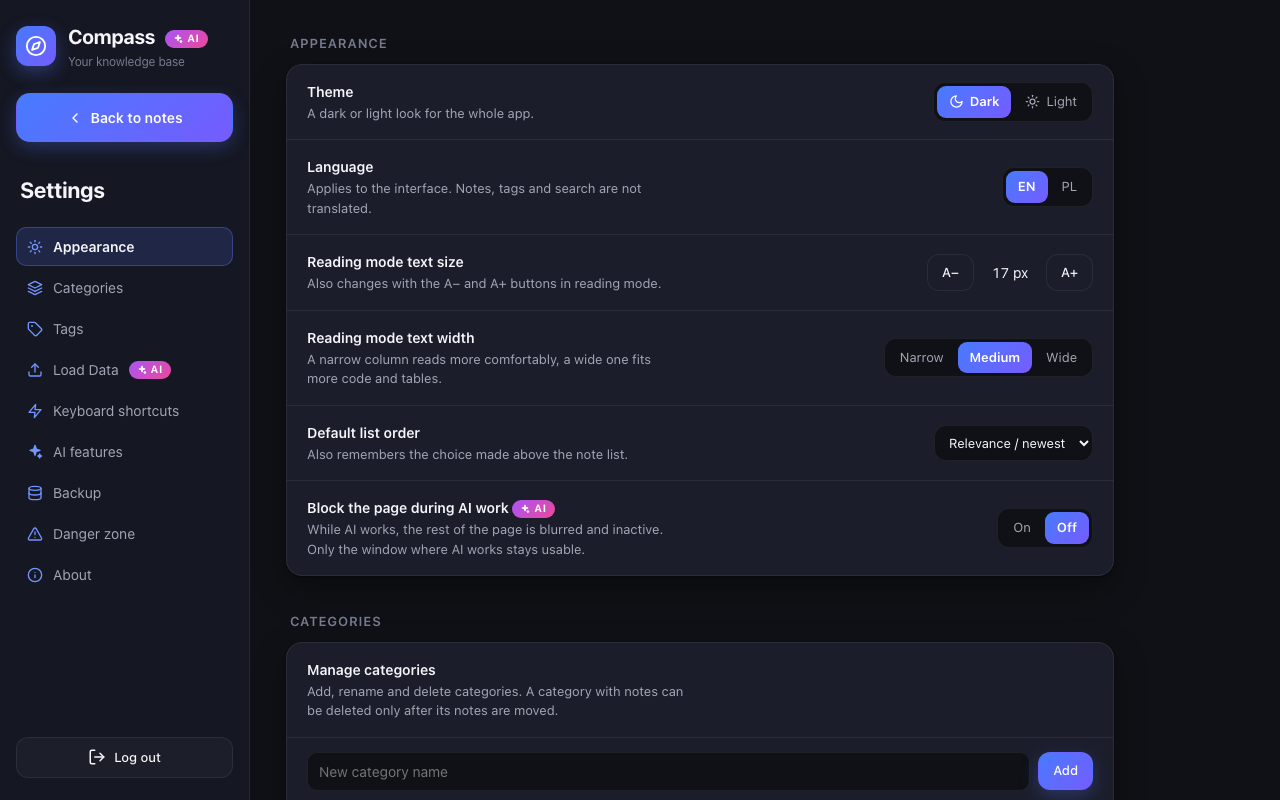 Compass AI
Your knowledge base
Back to notes
Settings
Appearance
Categories
Tags
Load Data AI
Keyboard shortcuts
AI features
Backup
Danger zone
About
Log out
APPEARANCE
Theme
A dark or light look for the whole app.
Dark Light
Language
Applies to the interface. Notes, tags and search are not
translated.
EN PL
Reading mode text size
Also changes with the A− and A+ buttons in reading mode.
A− 17 px A+
Reading mode text width
A narrow column reads more comfortably, a wide one fits
more code and tables.
Narrow Medium Wide
Default list order
Also remembers the choice made above the note list.
Relevance / newest
Block the page during AI work AI
While AI works, the rest of the page is blurred and inactive.
Only the window where AI works stays usable.
On Off
CATEGORIES
Manage categories
Add, rename and delete categories. A category with notes can
be deleted only after its notes are moved.
New category name
Add